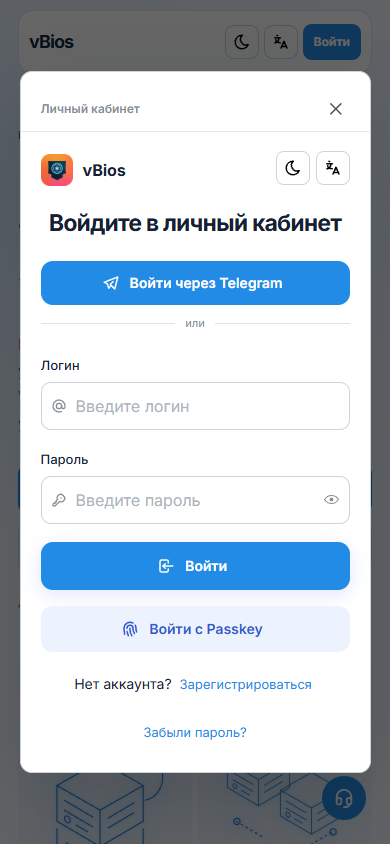 vBios
Войти
Личный кабинет
vBios
Войдите в личный кабинет
Войти через Telegram
или
Логин
Введите логин
Пароль
Введите пароль
Войти
Войти с Passkey
Нет аккаунта? Зарегистрироваться
Забыли пароль?